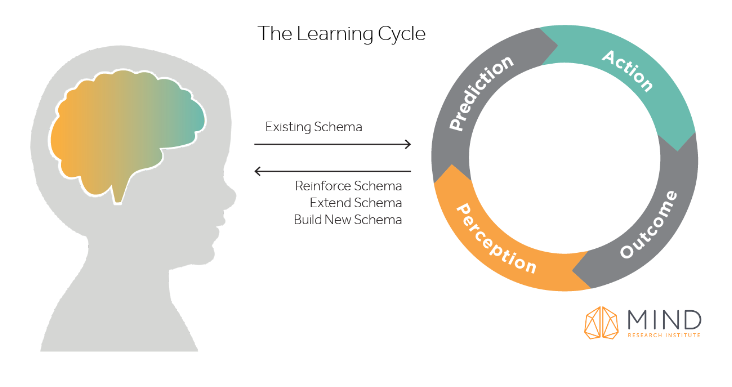 The Learning Cycle
Existing Schema
Reinforce Schema
Extend Schema
Build New Schema
Prediction
Action
Outcome
Perception
MIND
RESEARCH INSTITUTE